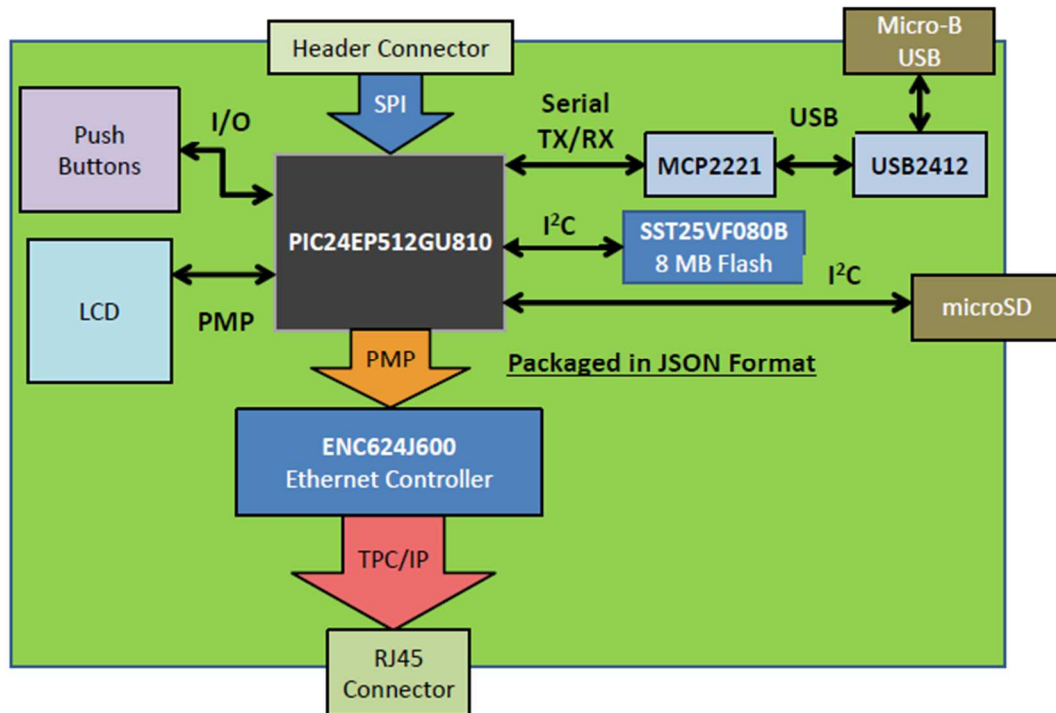 Header Connector
Micro-B
USB
SPI
Push
Buttons
I/O
Serial
TX/RX
USB
MCP2221
USB2412
PIC24EP512GU810
I²C
SST25VF080B
8 MB Flash
LCD
PMP
I²C
microSD
PMP
Packaged in JSON Format
ENC624J600
Ethernet Controller
TPC/IP
RJ45
Connector